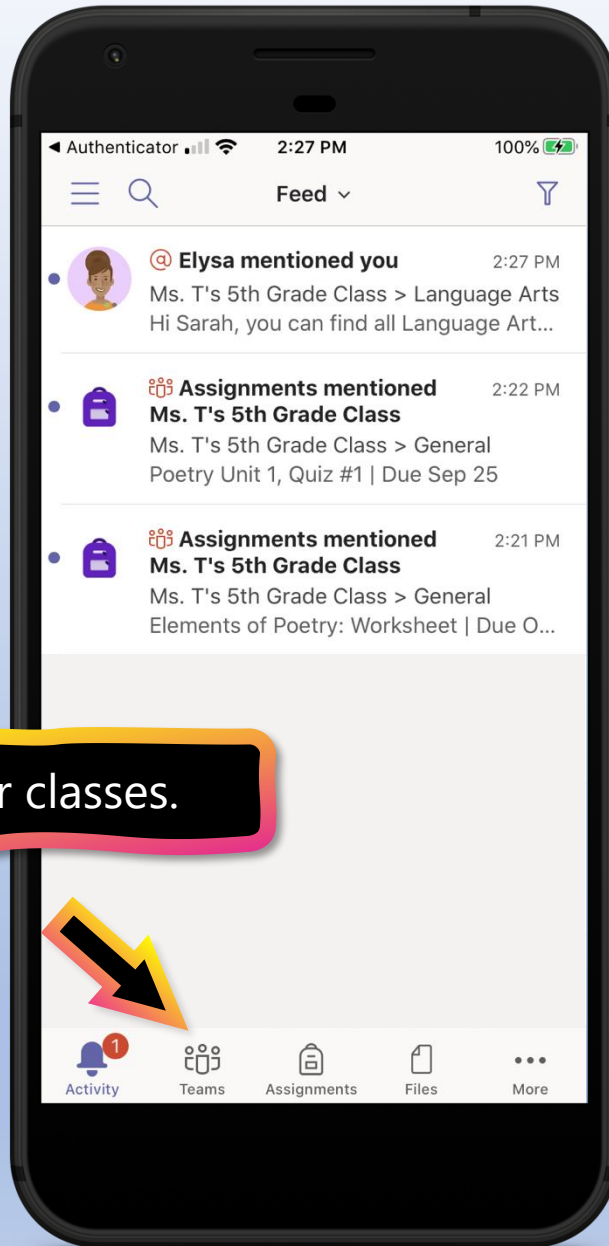 Authenticator 2:27 PM 100%
Feed
@ Elysa mentioned you 2:27 PM
Ms. T's 5th Grade Class > Language Arts
Hi Sarah, you can find all Language Art...
Assignments mentioned 2:22 PM
Ms. T's 5th Grade Class
Ms. T's 5th Grade Class > General
Poetry Unit 1, Quiz #1 | Due Sep 25
Assignments mentioned 2:21 PM
Ms. T's 5th Grade Class
Ms. T's 5th Grade Class > General
Elements of Poetry: Worksheet | Due O...
r classes.
1
Activity Teams Assignments Files More